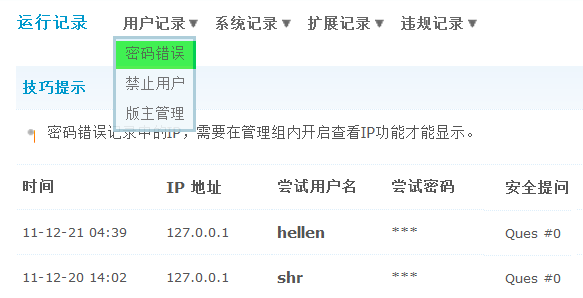 运行记录 用户记录▼ 系统记录▼ 扩展记录▼ 违规记录▼
密码错误
技巧提示 禁止用户
版主管理
密码错误记录中的IP，需要在管理组内开启查看IP功能才能显示。
时间 IP 地址 尝试用户名 尝试密码 安全提问
11-12-21 04:39 127.0.0.1 hellen *** Ques #0
11-12-20 14:02 127.0.0.1 shr *** Ques #0